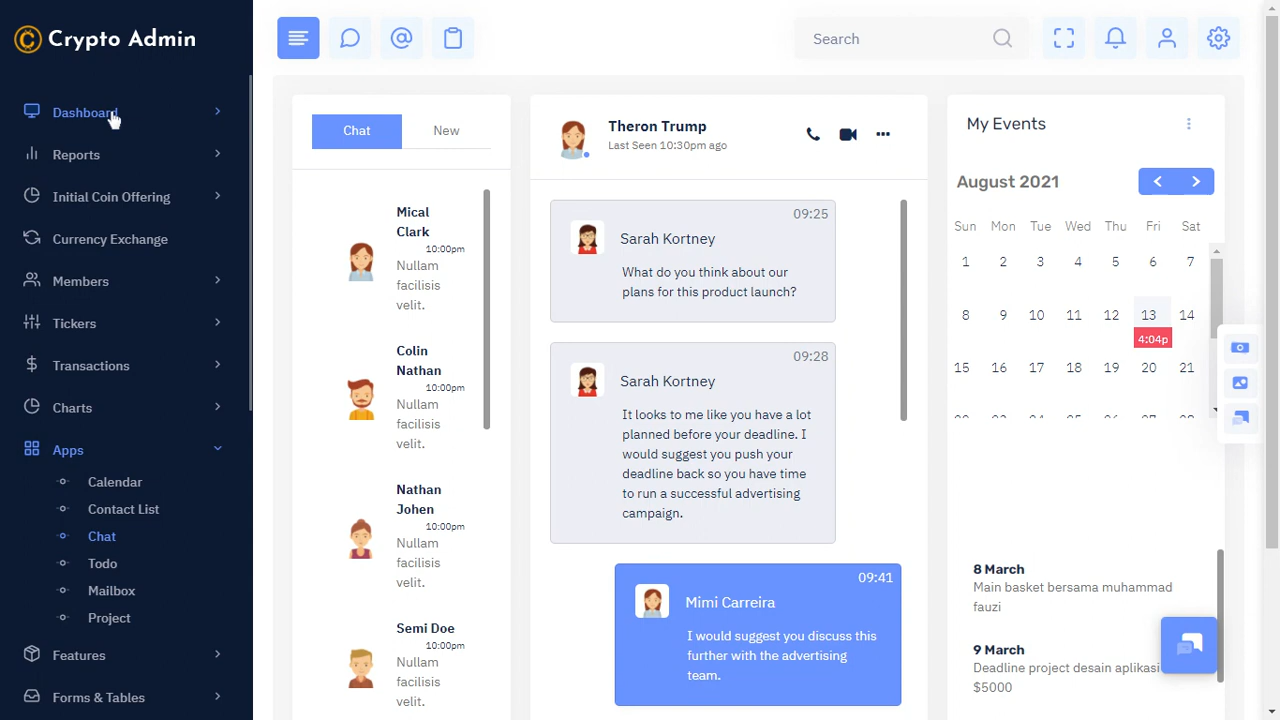 Crypto Admin
Dashboard
Reports
Initial Coin Offering
Currency Exchange
Members
Tickers
Transactions
Charts
Apps
Calendar
Contact List
Chat
Todo
Mailbox
Project
Features
Forms & Tables
Search
Chat
New
Mical
Clark
10:00pm
Nullam
facilisis
velit.
Colin
Nathan
10:00pm
Nullam
facilisis
velit.
Nathan
Johen
10:00pm
Nullam
facilisis
velit.
Semi Doe
10:00pm
Nullam
facilisis
velit.
Theron Trump
Last Seen 10:30pm ago
09:25
Sarah Kortney
What do you think about our
plans for this product launch?
09:28
Sarah Kortney
It looks to me like you have a lot
planned before your deadline. I
would suggest you push your
deadline back so you have time
to run a successful advertising
campaign.
09:41
Mimi Carreira
I would suggest you discuss this
further with the advertising
team.
My Events
August 2021
Sun Mon Tue Wed Thu Fri Sat
1 2 3 4 5 6 7
8 9 10 11 12 13 14
4:04p
15 16 17 18 19 20 21
8 March
Main basket bersama muhammad
fauzi
9 March
Deadline project desain aplikasi
$5000